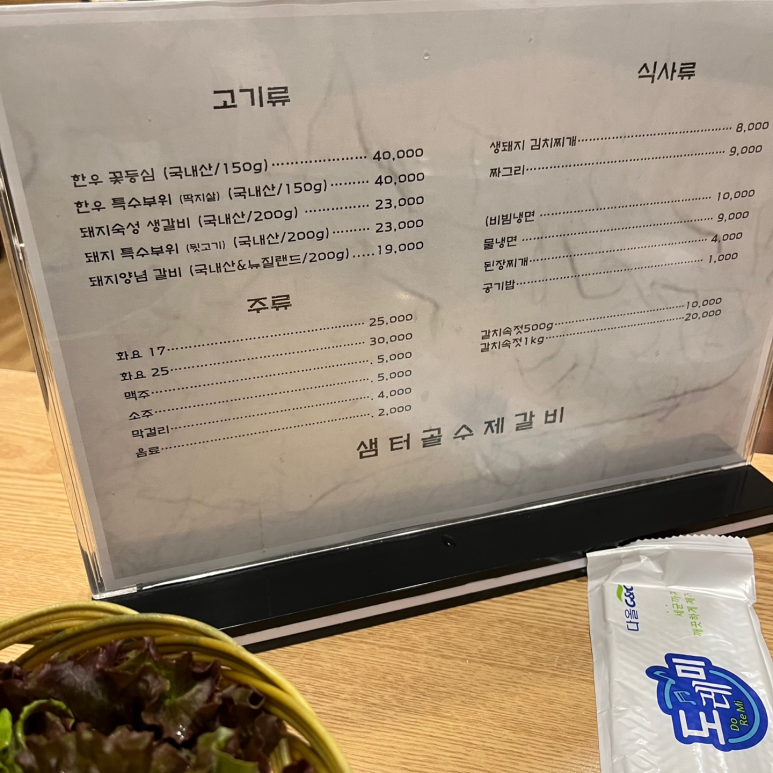 고기류
한우 꽃등심 (국내산/150g)·················· 40,000
한우 특수부위 (딱지살) (국내산/150g)··········· 40,000
돼지숙성 생갈비 (국내산/200g) ············· 23,000
돼지 특수부위 (뒷고기) (국내산/200g)········ 23,000
돼지양념 갈비 (국내산&뉴질랜드/200g)·····19,000
주류
화요 17·········································· 25,000
화요 25·········································· 30,000
맥주·············································· 5,000
소주·············································· 5,000
막걸리··········································· 4,000
음료·············································· 2,000
식사류
생돼지 김치찌개································ 8,000
짜그리·········································· 9,000
(비빔냉면 ····································· 10,000
물냉면 ········································ 9,000
된장찌개······································· 4,000
공기밥·········································· 1,000
갈치속젓500g··························10,000
갈치속젓1kg····························20,000
샘터골수제갈비
다올 C&C
깨끗하게 제
도레미
Do Re Mi